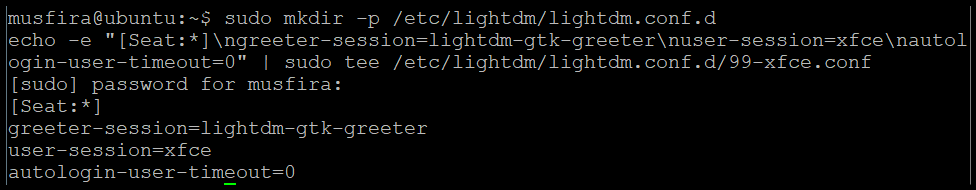 musfira@ubuntu:~$ sudo mkdir -p /etc/lightdm/lightdm.conf.d
echo -e "[Seat:*]\ngreeter-session=lightdm-gtk-greeter\nuser-session=xfce\nautol
ogin-user-timeout=0" | sudo tee /etc/lightdm/lightdm.conf.d/99-xfce.conf
[sudo] password for musfira:
[Seat:*]
greeter-session=lightdm-gtk-greeter
user-session=xfce
autologin-user-timeout=0